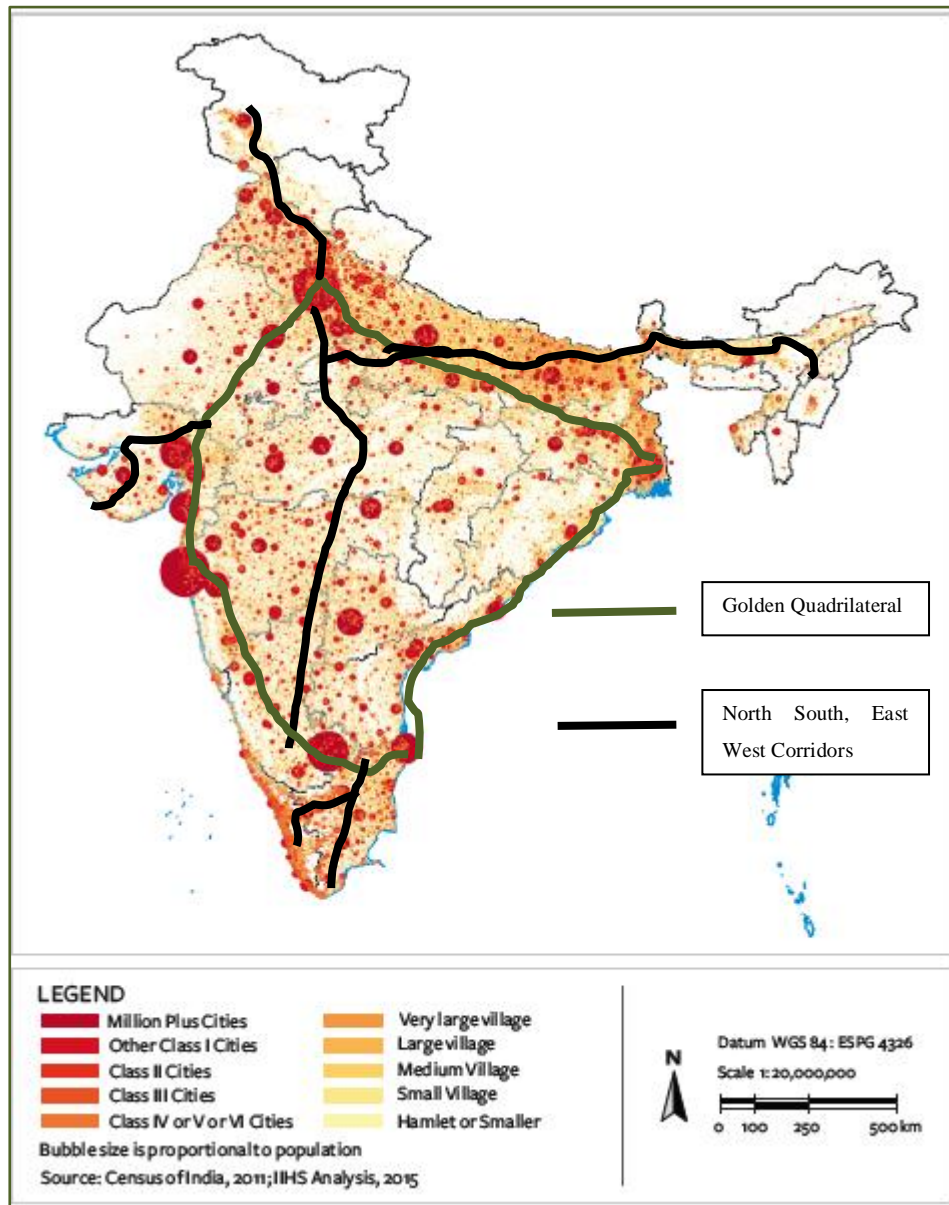 Golden Quadrilateral
North South, East
West Corridors
LEGEND
Million Plus Cities
Other Class I Cities
Class II Cities
Class III Cities
Class IV or V or VI Cities
Very large village
Large village
Medium Village
Small Village
Hamlet or Smaller
Bubble size is proportional to population
Source: Census of India, 2011; IIHS Analysis, 2015
N
Datum WGS 84: ESPG 4326
Scale 1:20,000,000
0 100 250 500 km